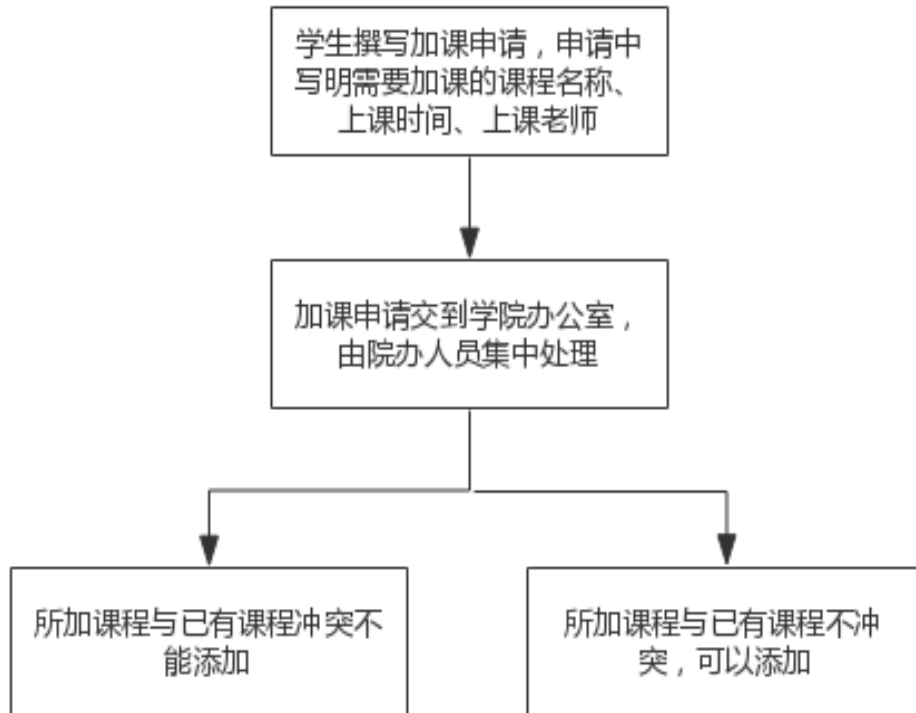 学生撰写加课申请，申请中
写明需要加课的课程名称、
上课时间、上课老师
加课申请交到学院办公室，
由院办人员集中处理
所加课程与已有课程冲突不
能添加
所加课程与已有课程不冲
突，可以添加